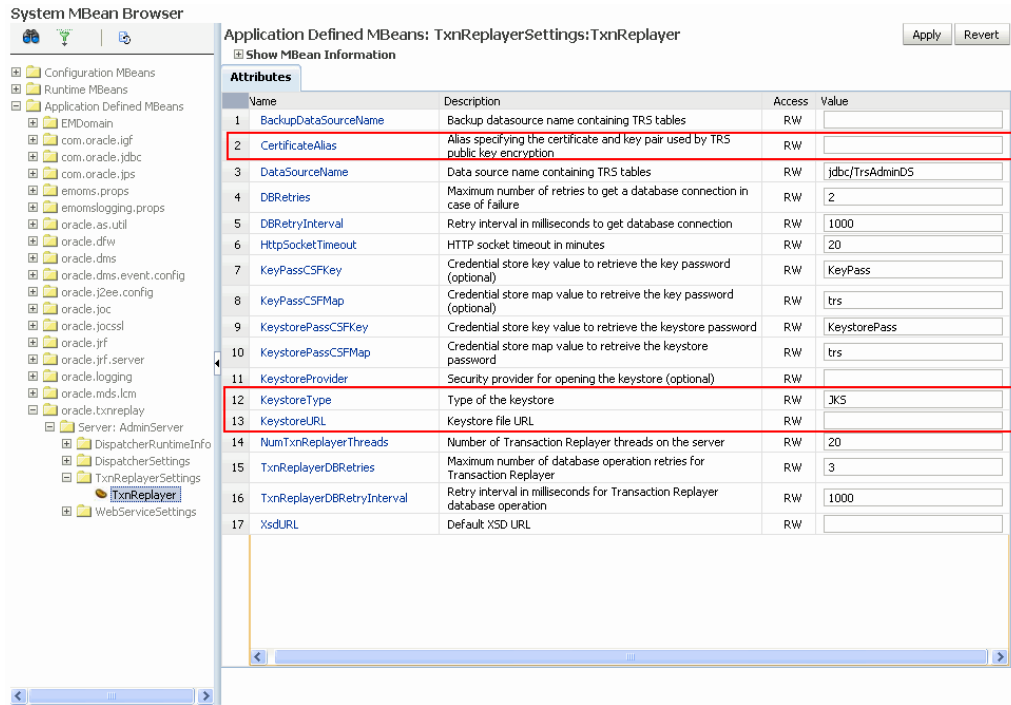 System MBean Browser
Configuration MBeans
Runtime MBeans
Application Defined MBeans
EMDomain
com.oracle.igf
com.oracle.jdbc
com.oracle.jps
emoms.props
emomslogging.props
oracle.as.util
oracle.dfw
oracle.dms
oracle.dms.event.config
oracle.j2ee.config
oracle.joc
oracle.jocssl
oracle.jrf
oracle.jrf.server
oracle.logging
oracle.mds.lcm
oracle.txnreplay
Server: AdminServer
DispatcherRuntimeInfo
DispatcherSettings
TxnReplayerSettings
TxnReplayer
WebServiceSettings
Application Defined MBeans: TxnReplayerSettings:TxnReplayer
Apply Revert
Show MBean Information
Attributes
Name Description Access Value
1 BackupDataSourceName Backup datasource name containing TRS tables RW
2 CertificateAlias Alias specifying the certificate and key pair used by TRS RW
public key encryption
3 DataSourceName Data source name containing TRS tables RW jdbc/TrsAdminDS
4 DBRetries Maximum number of retries to get a database connection in RW 2
case of failure
5 DBRetryInterval Retry interval in milliseconds to get database connection RW 1000
6 HttpSocketTimeout HTTP socket timeout in minutes RW 20
7 KeyPassCSFKey Credential store key value to retrieve the key password RW KeyPass
(optional)
8 KeyPassCSFMap Credential store map value to retreive the key password RW trs
(optional)
9 KeystorePassCSFKey Credential store key value to retrieve the keystore password RW KeystorePass
10 KeystorePassCSFMap Credential store map value to retreive the keystore RW trs
password
11 KeystoreProvider Security provider for opening the keystore (optional) RW
12 KeystoreType Type of the keystore RW JKS
13 KeystoreURL Keystore file URL RW
14 NumTxnReplayerThreads Number of Transaction Replayer threads on the server RW 20
15 TxnReplayerDBRetries Maximum number of database operation retries for RW 3
Transaction Replayer
16 TxnReplayerDBRetryInterval Retry interval in milliseconds for Transaction Replayer RW 1000
database operation
17 XsdURL Default XSD URL RW